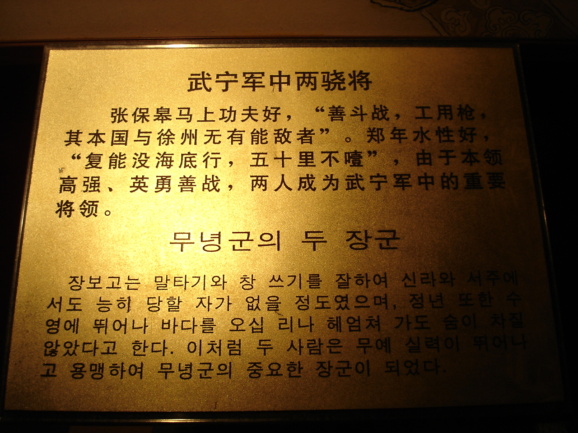 武宁军中两骁将
张保皋马上功夫好，“善斗战，工用枪，
其本国与徐州无有能敌者”。郑年水性好，
“复能没海底行，五十里不噎”，由于本领
高强、英勇善战，两人成为武宁军中的重要
将领。
무녕군의 두 장군
장보고는 말타기와 창 쓰기를 잘하여 신라와 서주에
서도 능히 당할 자가 없을 정도였으며, 정년 또한 수
영에 뛰어나 바다를 오십 리나 헤엄쳐 가도 숨이 차질
않았다고 한다. 이처럼 두 사람은 무예 실력이 뛰어나
고 용맹하여 무녕군의 중요한 장군이 되었다.